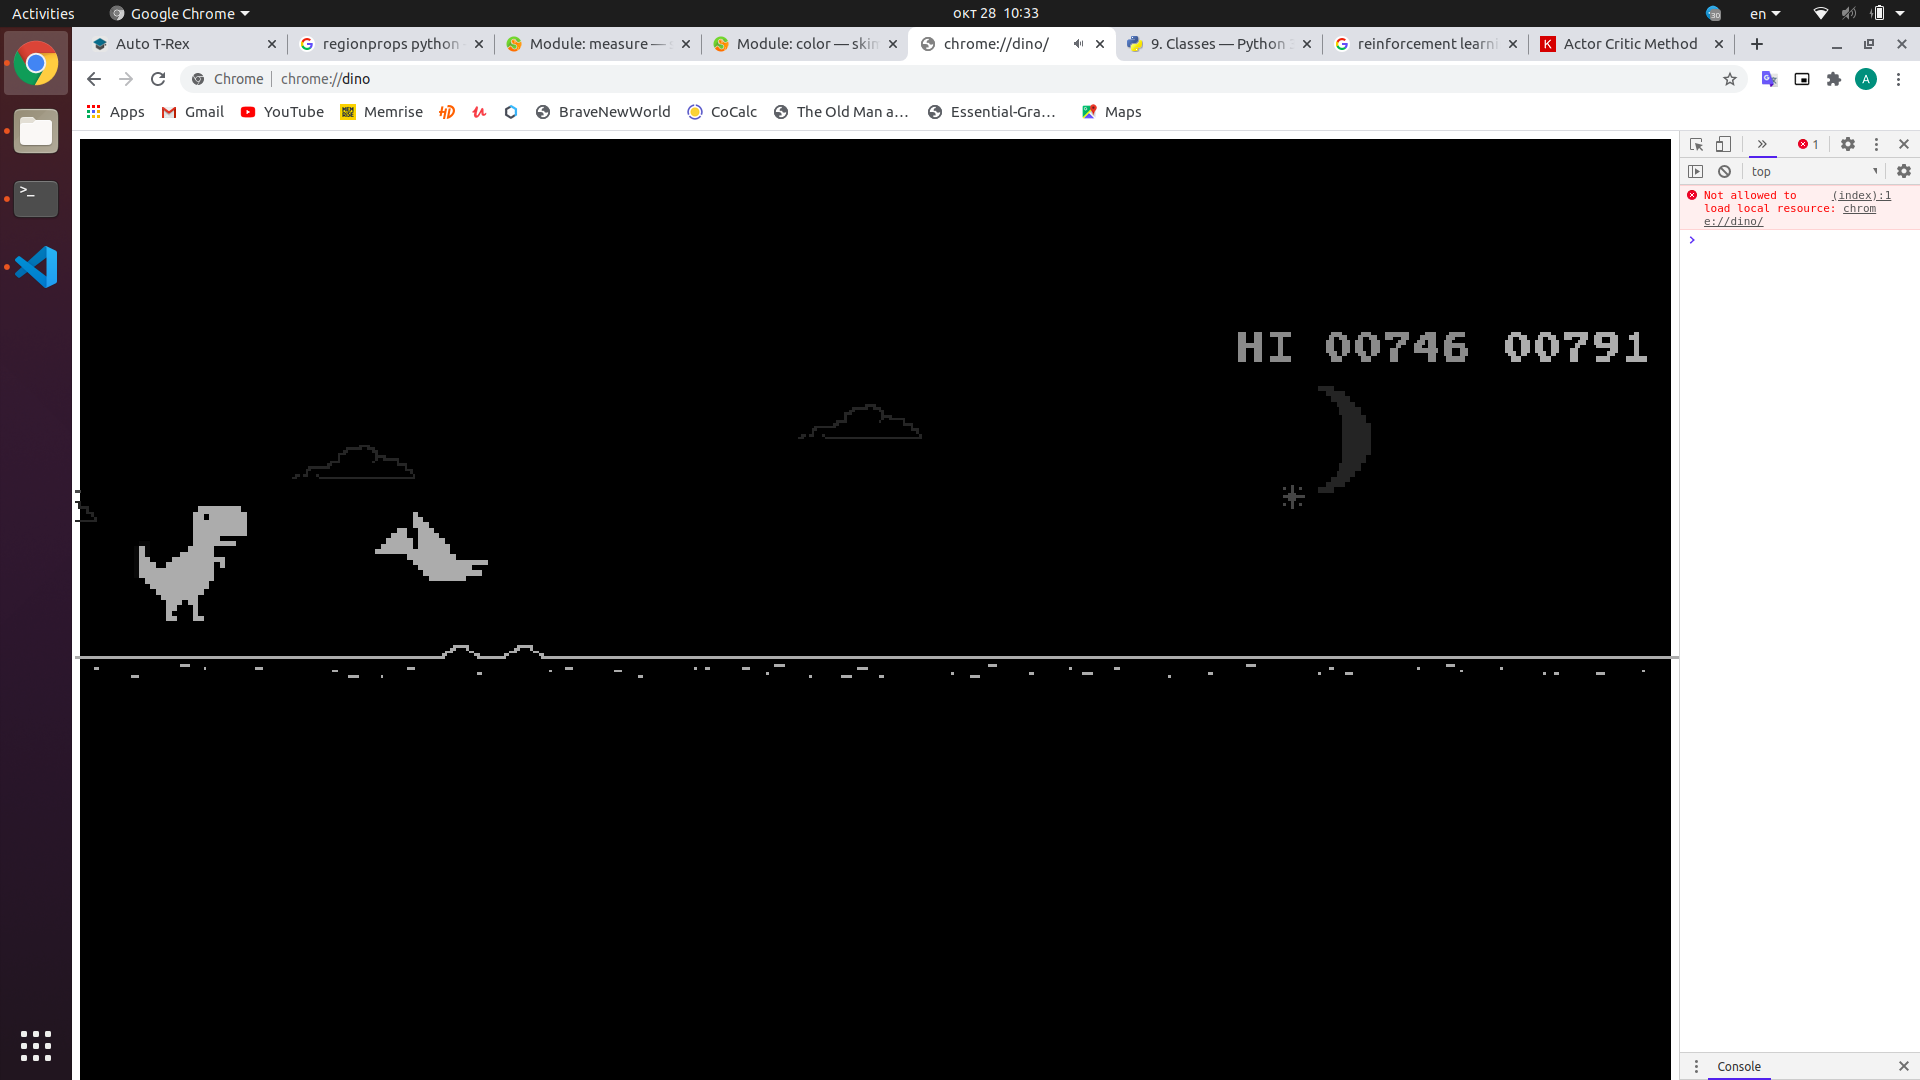 Activities Google Chrome окт 28 10:33 30 en
Auto T-Rex regionprops python Module: measure — Module: color — skim chrome://dino/ 9. Classes — Python 3 reinforcement learni Actor Critic Method
Chrome chrome://dino A
Apps Gmail YouTube Memrise BraveNewWorld CoCalc The Old Man a… Essential-Gra… Maps
1
top
Not allowed to (index):1
load local resource: chrom
e://dino/
HI 00746 00791
Console